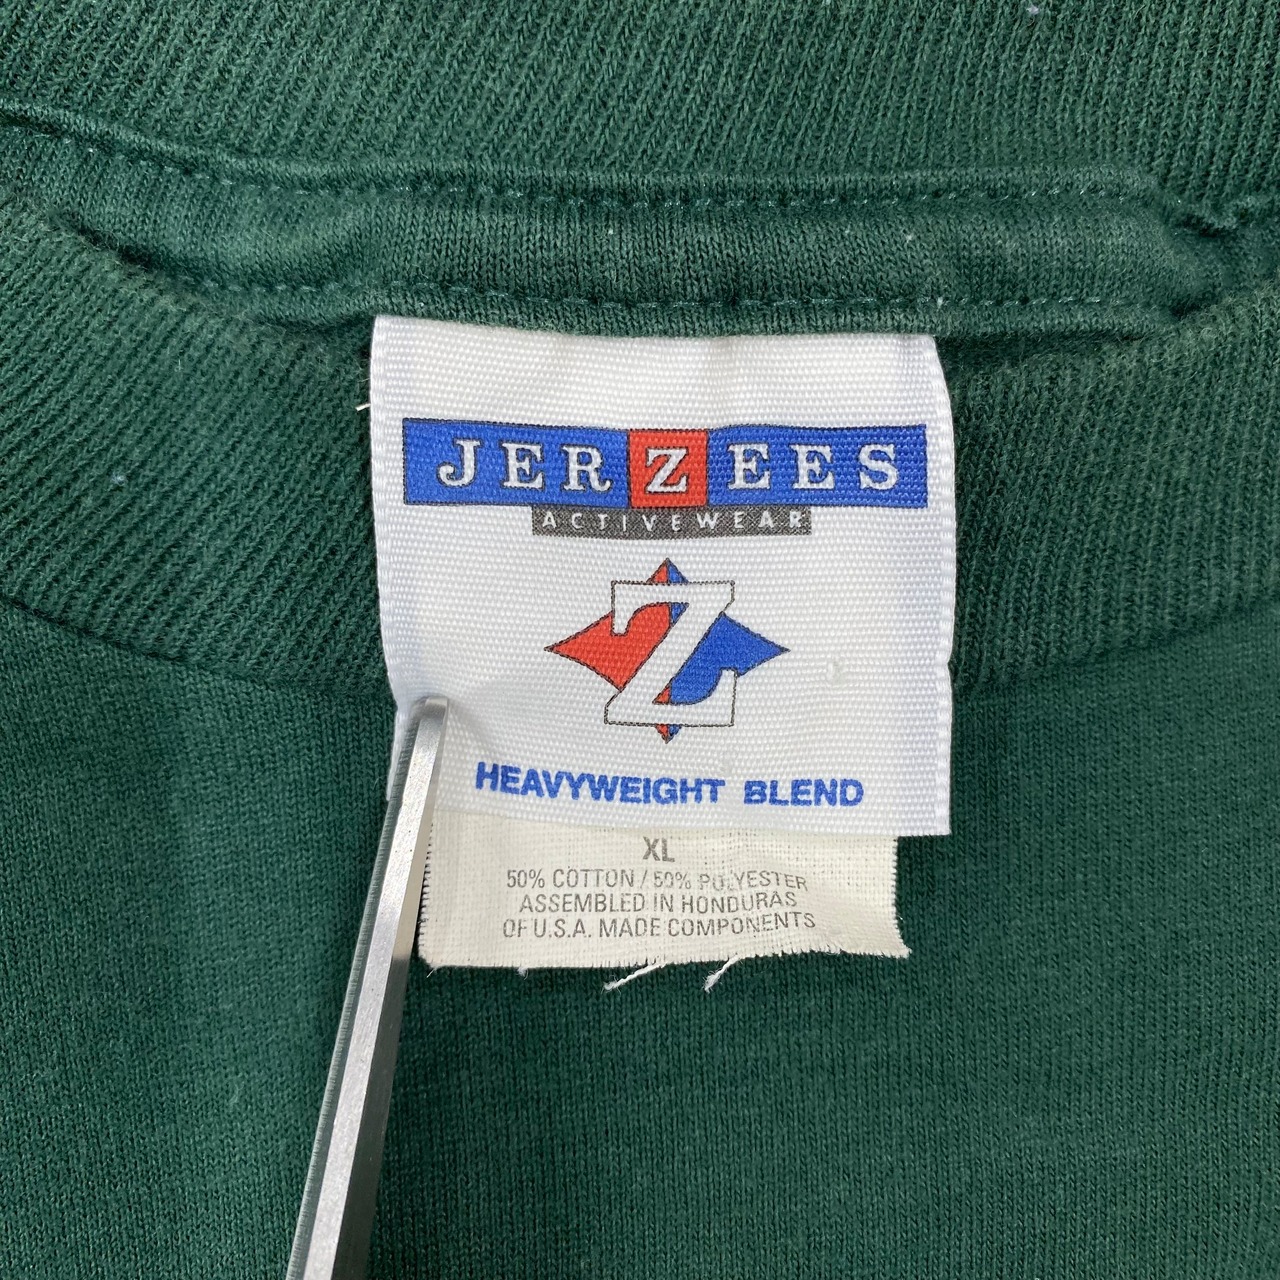 JERZEES
ACTIVEWEAR
Z
HEAVYWEIGHT BLEND
XL
50% COTTON / 50% POLYESTER
ASSEMBLED IN HONDURAS
OF U.S.A. MADE COMPONENTS